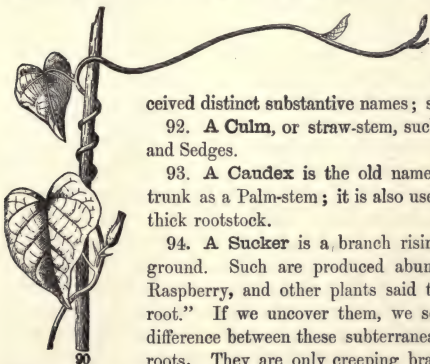 ceived distinct substantive names; s
92. A Culm, or straw-stem, suc
and Sedges.
93. A Caudex is the old name
trunk as a Palm-stem; it is also use
thick rootstock.
94. A Sucker is a branch risin
ground. Such are produced abun
Raspberry, and other plants said t
root." If we uncover them, we s
difference between these subterranea
roots. They are only creeping bra
90